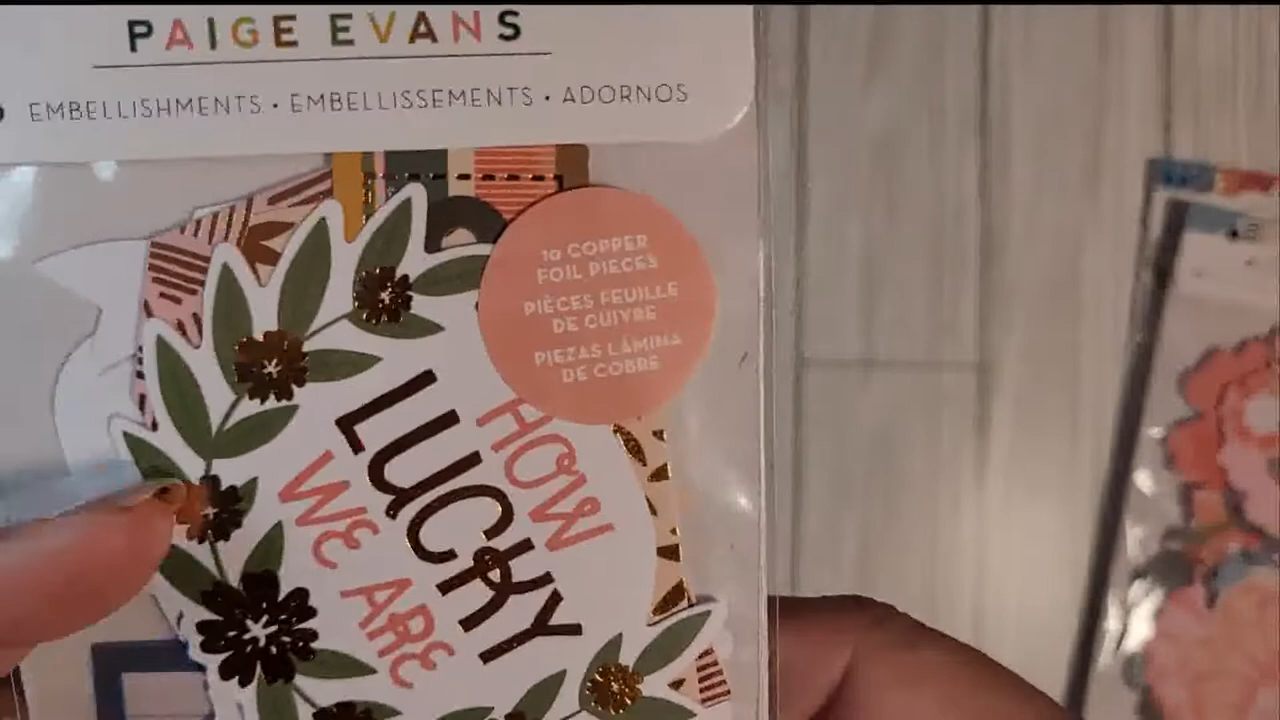 PAIGE EVANS
EMBELLISHMENTS • EMBELLISSEMENTS • ADORNOS
10 COPPER
FOIL PIECES
PIÈCES FEUILLE
DE CUIVRE
PIEZAS LÁMINA
DE COBRE
HOW
LUCKY
WE ARE